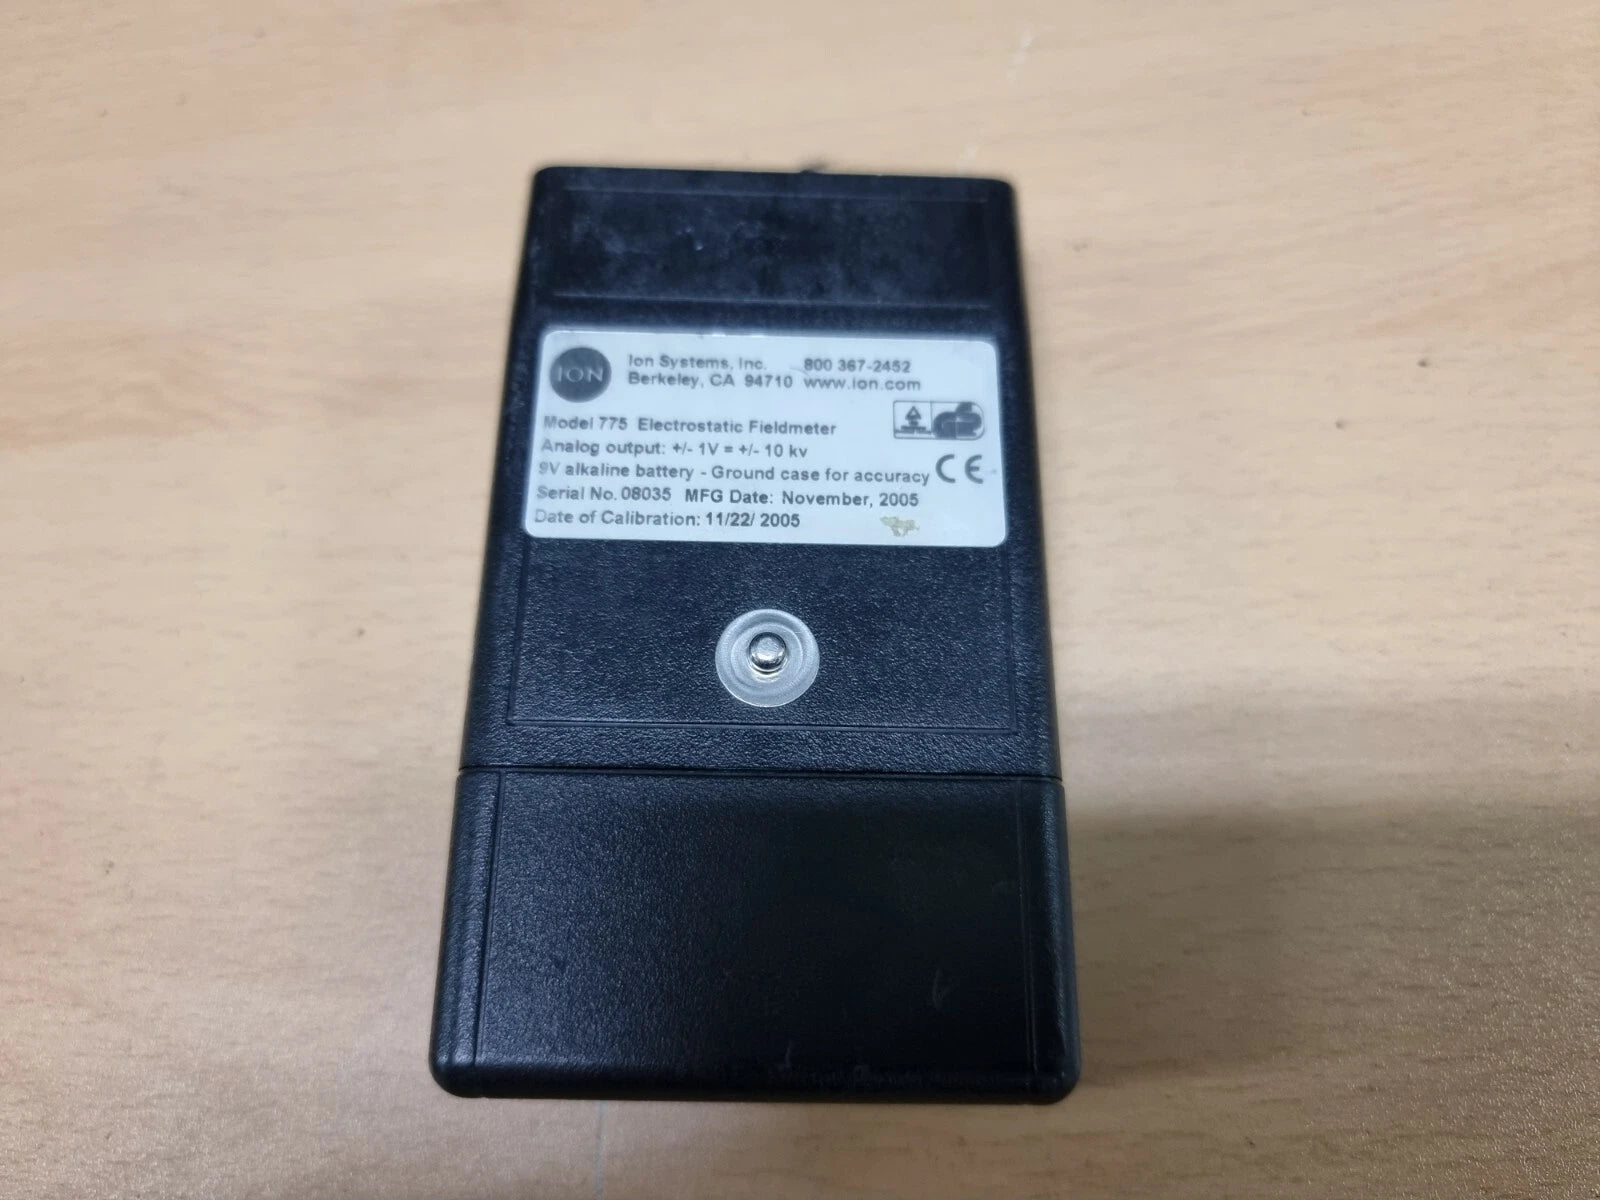 ION
Ion Systems, Inc. 800 367-2452
Berkeley, CA 94710 www.ion.com
Model 775 Electrostatic Fieldmeter
Analog output: +/- 1V = +/- 10 kv
9V alkaline battery - Ground case for accuracy CE
Serial No. 08035 MFG Date: November, 2005
Date of Calibration: 11/22/ 2005